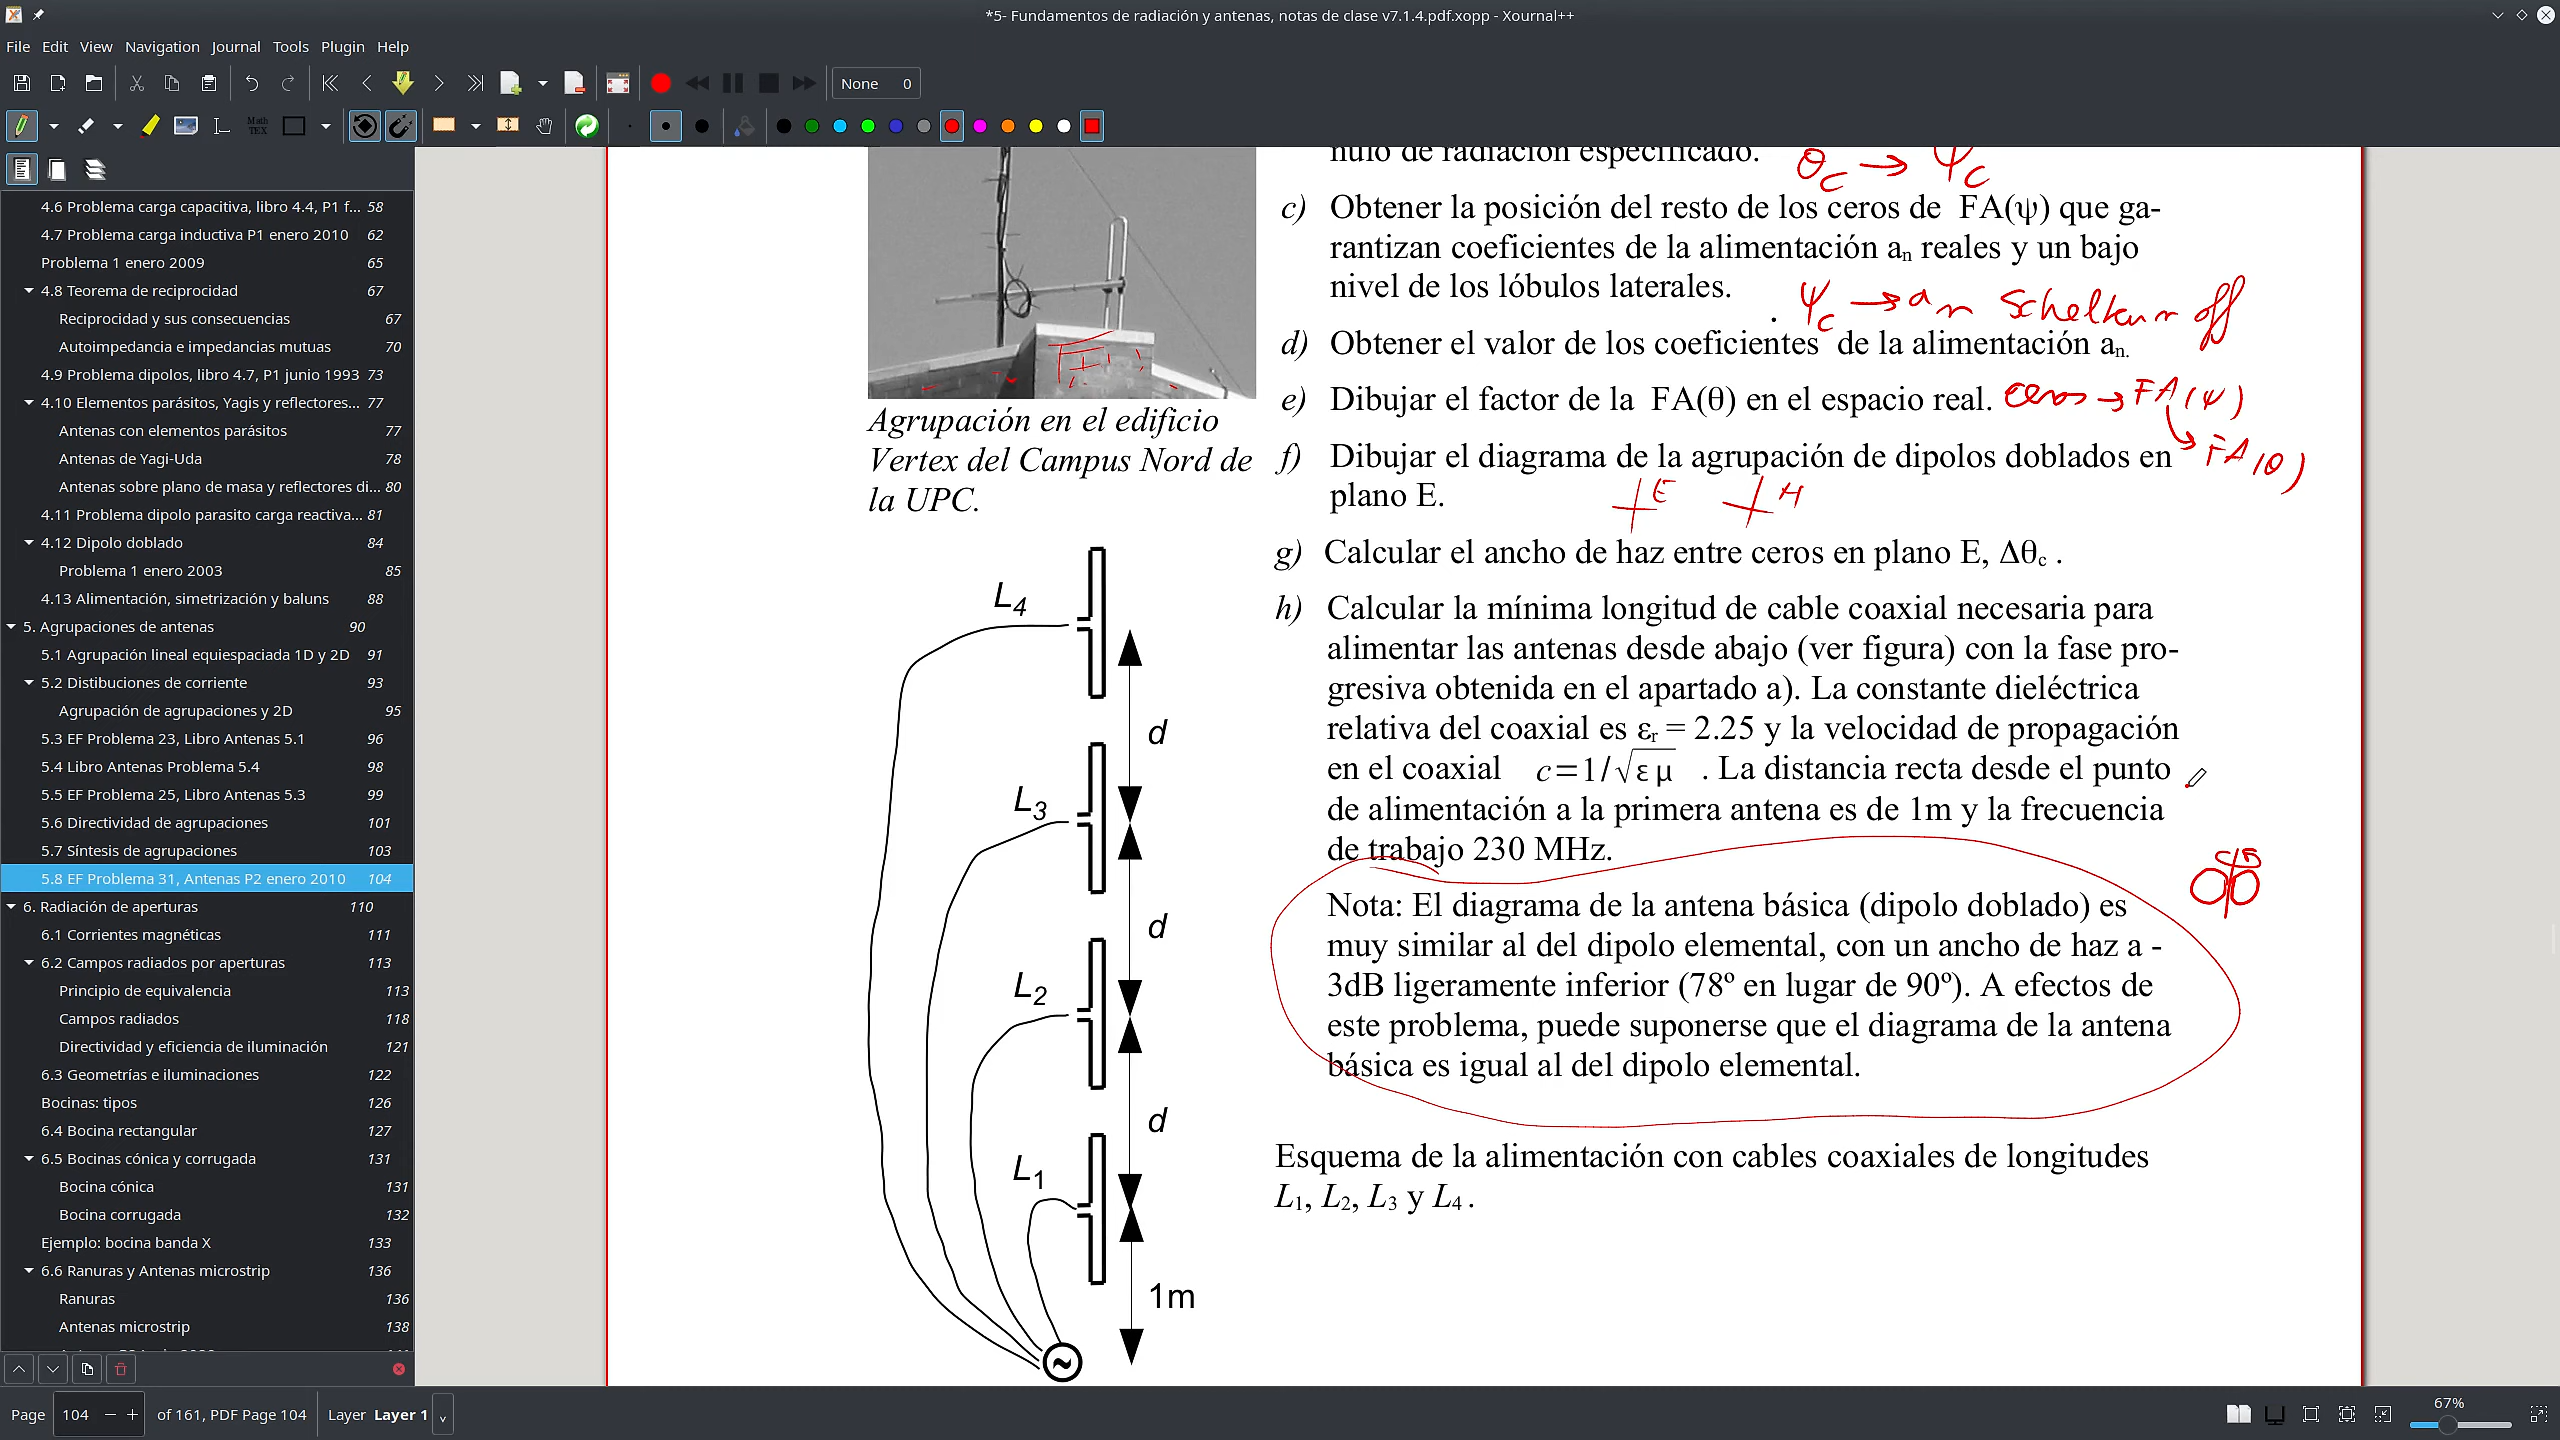 *5- Fundamentos de radiación y antenas, notas de clase v7.1.4.pdf.xopp - Xournal++
File Edit View Navigation Journal Tools Plugin Help
None 0
Math TEX
4.6 Problema carga capacitiva, libro 4.4, P1 f... 58
4.7 Problema carga inductiva P1 enero 2010 62
Problema 1 enero 2009 65
4.8 Teorema de reciprocidad 67
Reciprocidad y sus consecuencias 67
Autoimpedancia e impedancias mutuas 70
4.9 Problema dipolos, libro 4.7, P1 junio 1993 73
4.10 Elementos parásitos, Yagis y reflectores... 77
Antenas con elementos parásitos 77
Antenas de Yagi-Uda 78
Antenas sobre plano de masa y reflectores di... 80
4.11 Problema dipolo parasito carga reactiva... 81
4.12 Dipolo doblado 84
Problema 1 enero 2003 85
4.13 Alimentación, simetrización y baluns 88
5. Agrupaciones de antenas 90
5.1 Agrupación lineal equiespaciada 1D y 2D 91
5.2 Distibuciones de corriente 93
Agrupación de agrupaciones y 2D 95
5.3 EF Problema 23, Libro Antenas 5.1 96
5.4 Libro Antenas Problema 5.4 98
5.5 EF Problema 25, Libro Antenas 5.3 99
5.6 Directividad de agrupaciones 101
5.7 Síntesis de agrupaciones 103
5.8 EF Problema 31, Antenas P2 enero 2010 104
6. Radiación de aperturas 110
6.1 Corrientes magnéticas 111
6.2 Campos radiados por aperturas 113
Principio de equivalencia 113
Campos radiados 118
Directividad y eficiencia de iluminación 121
6.3 Geometrías e iluminaciones 122
Bocinas: tipos 126
6.4 Bocina rectangular 127
6.5 Bocinas cónica y corrugada 131
Bocina cónica 131
Bocina corrugada 132
Ejemplo: bocina banda X 133
6.6 Ranuras y Antenas microstrip 136
Ranuras 136
Antenas microstrip 138
Agrupación en el edificio
Vertex del Campus Nord de
la UPC.
L4
d
L3
d
L2
d
L1
1m
~
nulo de radiación especificado. θc → Ψc
c) Obtener la posición del resto de los ceros de FA(ψ) que ga-
rantizan coeficientes de la alimentación an reales y un bajo
nivel de los lóbulos laterales. Ψc → an Schelkunoff
d) Obtener el valor de los coeficientes de la alimentación an.
e) Dibujar el factor de la FA(θ) en el espacio real. ceros → FA(Ψ)
→ FA(θ)
f) Dibujar el diagrama de la agrupación de dipolos doblados en
plano E. E H
g) Calcular el ancho de haz entre ceros en plano E, Δθc .
h) Calcular la mínima longitud de cable coaxial necesaria para
alimentar las antenas desde abajo (ver figura) con la fase pro-
gresiva obtenida en el apartado a). La constante dieléctrica
relativa del coaxial es εr = 2.25 y la velocidad de propagación
en el coaxial c=1/√ε μ . La distancia recta desde el punto
de alimentación a la primera antena es de 1m y la frecuencia
de trabajo 230 MHz.
Nota: El diagrama de la antena básica (dipolo doblado) es
muy similar al del dipolo elemental, con un ancho de haz a -
3dB ligeramente inferior (78º en lugar de 90º). A efectos de
este problema, puede suponerse que el diagrama de la antena
básica es igual al del dipolo elemental.
Esquema de la alimentación con cables coaxiales de longitudes
L1, L2, L3 y L4 .
Page 104 − + of 161, PDF Page 104 Layer Layer 1
67%